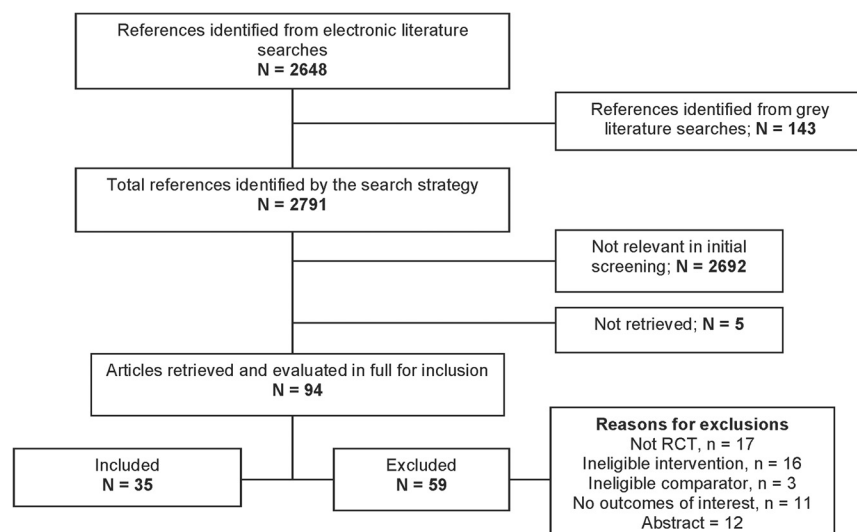 References identified from electronic literature
searches
N = 2648
References identified from grey
literature searches; N = 143
Total references identified by the search strategy
N = 2791
Not relevant in initial
screening; N = 2692
Not retrieved; N = 5
Articles retrieved and evaluated in full for inclusion
N = 94
Included
N = 35
Excluded
N = 59
Reasons for exclusions
Not RCT, n = 17
Ineligible intervention, n = 16
Ineligible comparator, n = 3
No outcomes of interest, n = 11
Abstract = 12